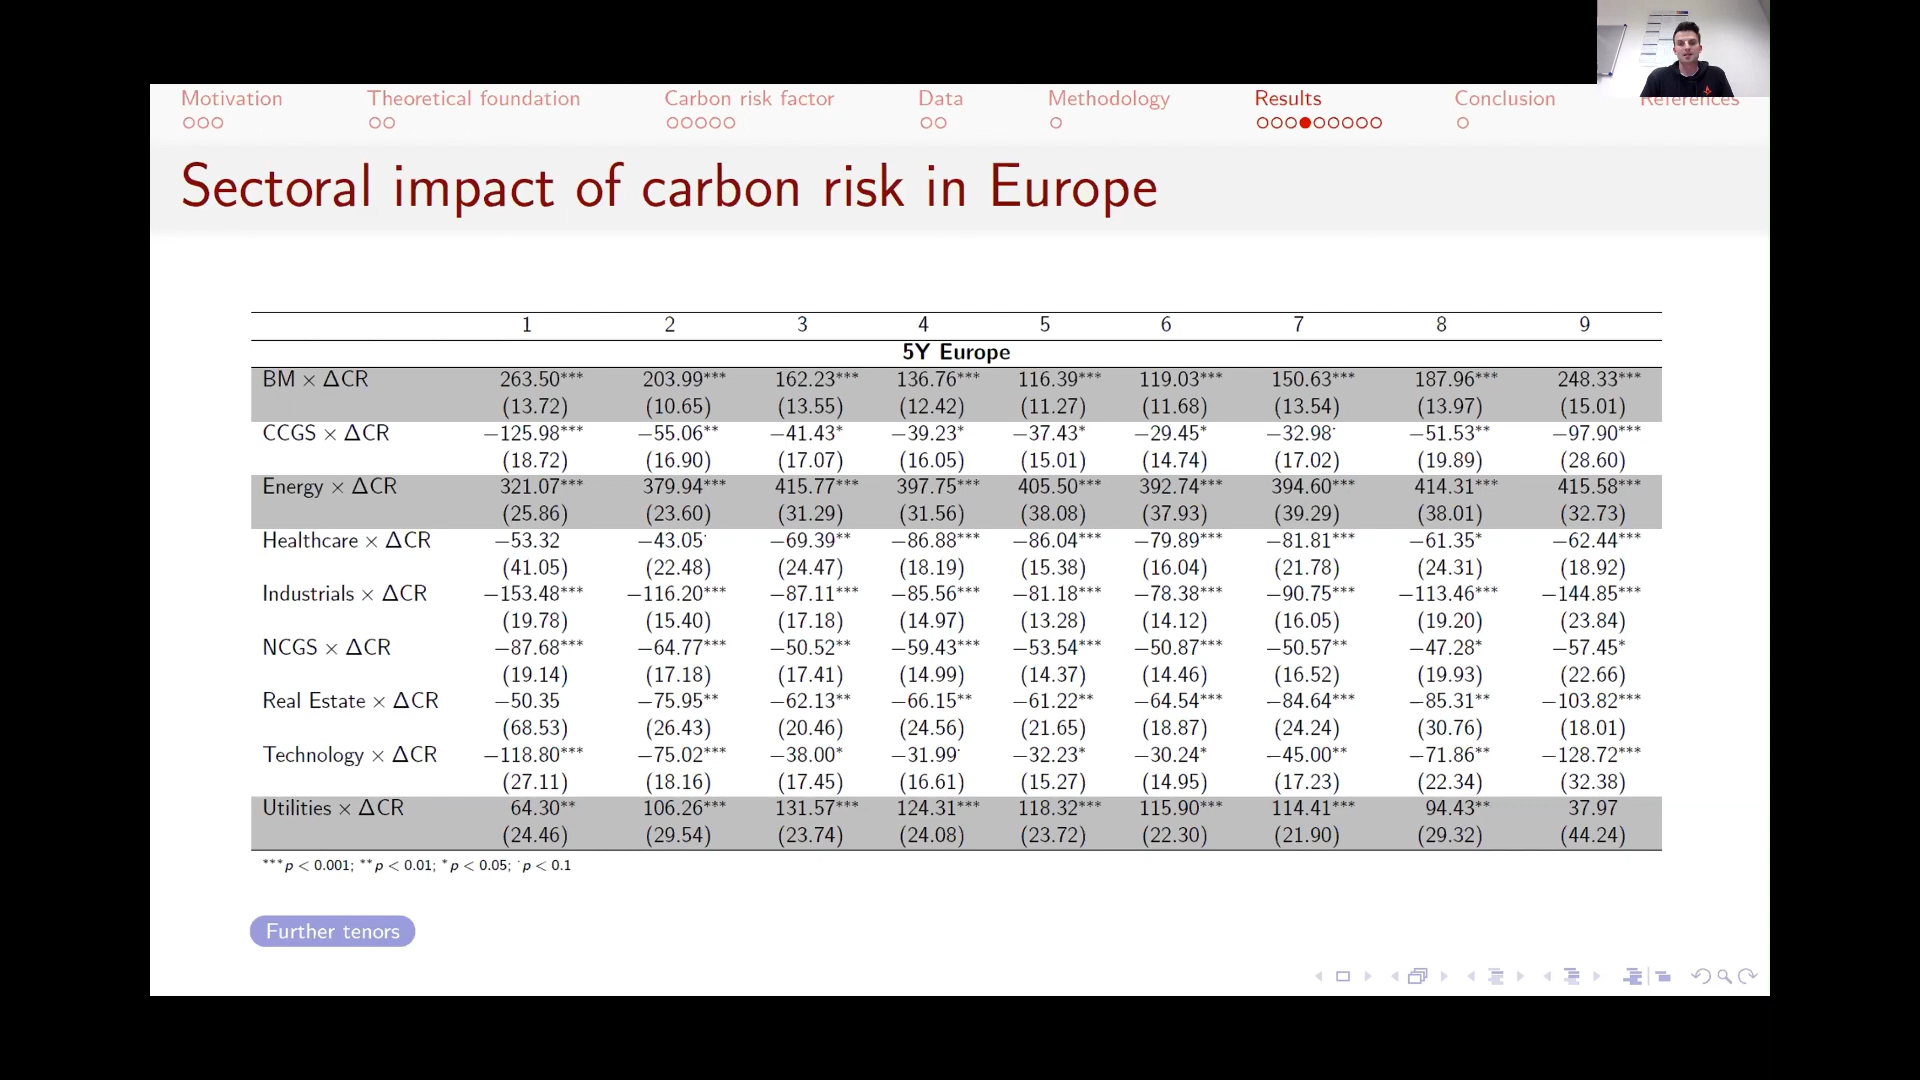 Motivation Theoretical foundation Carbon risk factor Data Methodology Results Conclusion References
Sectoral impact of carbon risk in Europe
1 2 3 4 5 6 7 8 9
5Y Europe
BM × ΔCR 263.50*** 203.99*** 162.23*** 136.76*** 116.39*** 119.03*** 150.63*** 187.96*** 248.33***
(13.72) (10.65) (13.55) (12.42) (11.27) (11.68) (13.54) (13.97) (15.01)
CCGS × ΔCR −125.98*** −55.06** −41.43* −39.23* −37.43* −29.45* −32.98· −51.53** −97.90***
(18.72) (16.90) (17.07) (16.05) (15.01) (14.74) (17.02) (19.89) (28.60)
Energy × ΔCR 321.07*** 379.94*** 415.77*** 397.75*** 405.50*** 392.74*** 394.60*** 414.31*** 415.58***
(25.86) (23.60) (31.29) (31.56) (38.08) (37.93) (39.29) (38.01) (32.73)
Healthcare × ΔCR −53.32 −43.05· −69.39** −86.88*** −86.04*** −79.89*** −81.81*** −61.35* −62.44***
(41.05) (22.48) (24.47) (18.19) (15.38) (16.04) (21.78) (24.31) (18.92)
Industrials × ΔCR −153.48*** −116.20*** −87.11*** −85.56*** −81.18*** −78.38*** −90.75*** −113.46*** −144.85***
(19.78) (15.40) (17.18) (14.97) (13.28) (14.12) (16.05) (19.20) (23.84)
NCGS × ΔCR −87.68*** −64.77*** −50.52** −59.43*** −53.54*** −50.87*** −50.57** −47.28* −57.45*
(19.14) (17.18) (17.41) (14.99) (14.37) (14.46) (16.52) (19.93) (22.66)
Real Estate × ΔCR −50.35 −75.95** −62.13** −66.15** −61.22** −64.54*** −84.64*** −85.31** −103.82***
(68.53) (26.43) (20.46) (24.56) (21.65) (18.87) (24.24) (30.76) (18.01)
Technology × ΔCR −118.80*** −75.02*** −38.00* −31.99· −32.23* −30.24* −45.00** −71.86** −128.72***
(27.11) (18.16) (17.45) (16.61) (15.27) (14.95) (17.23) (22.34) (32.38)
Utilities × ΔCR 64.30** 106.26*** 131.57*** 124.31*** 118.32*** 115.90*** 114.41*** 94.43** 37.97
(24.46) (29.54) (23.74) (24.08) (23.72) (22.30) (21.90) (29.32) (44.24)
***p < 0.001; **p < 0.01; *p < 0.05; ·p < 0.1
Further tenors